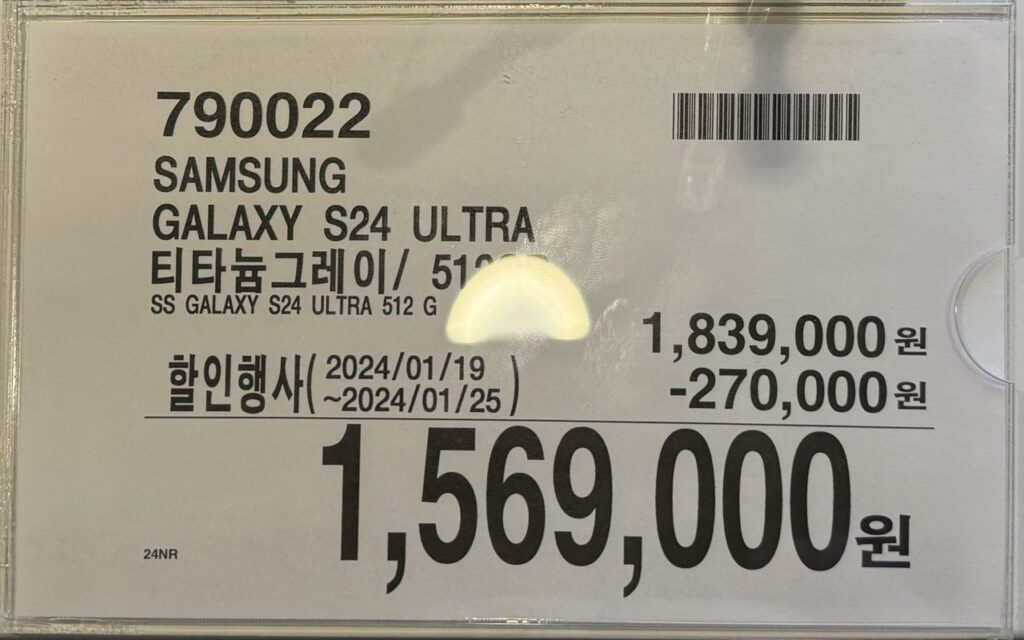 790022
SAMSUNG
GALAXY S24 ULTRA
티타늄그레이/
SS GALAXY S24 ULTRA 512 G
1,839,000원
할인행사( 2024/01/19
~2024/01/25 )
-270,000원
1,569,000원
24NR